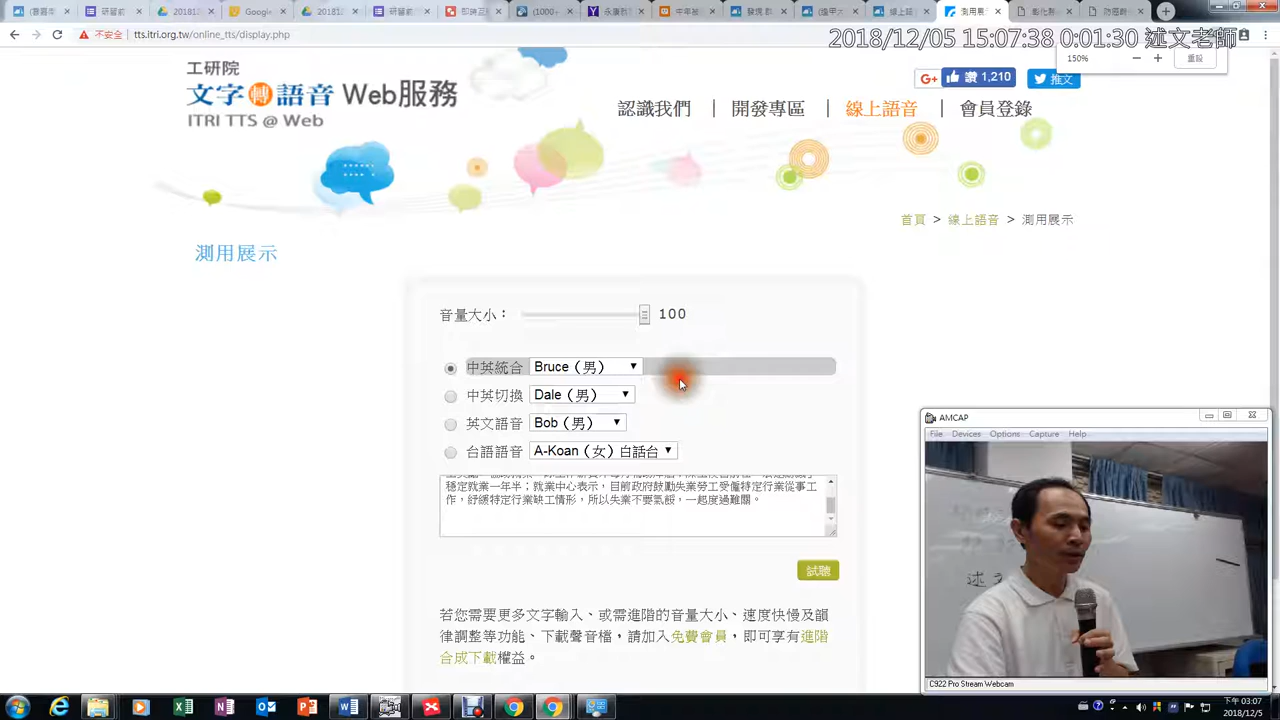 Google
不安全 | tts.itri.org.tw/online_tts/display.php
2018/12/05 15:07:38 0:01:30 述文老師
150%
重設
工研院
文字轉語音 Web服務
ITRI TTS @ Web
G+
讚 1,210
推文
認識我們 | 開發專區 | 線上語音 | 會員登錄
首頁 > 線上語音 > 測用展示
測用展示
音量大小：
100
中英統合
Bruce（男）
中英切換
Dale（男）
英文語音
Bob（男）
台語語音
A-Koan（女）白話台
穩定就業一年半；就業中心表示，目前政府鼓勵失業勞工受僱特定行業從事工
作，紓緩特定行業缺工情形，所以失業不要氣餒，一起度過難關。
試聽
若您需要更多文字輸入、或需進階的音量大小、速度快慢及韻
律調整等功能、下載聲音檔，請加入免費會員，即可享有進階
合成下載權益。
AMCAP
File Devices Options Capture Help
述
C922 Pro Stream Webcam
下午 03:07
2018/12/5